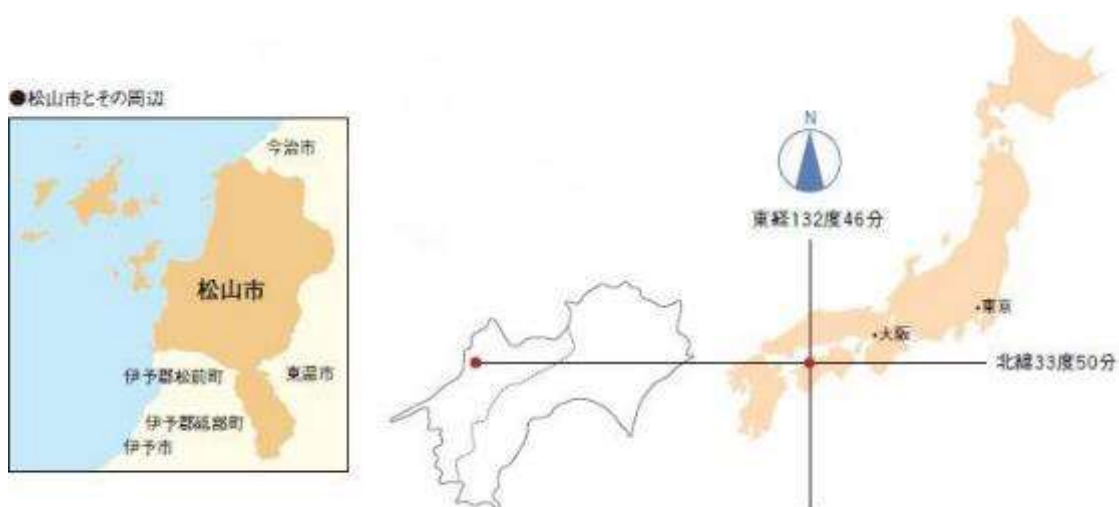 ●松山市とその周辺
今治市
松山市
伊予郡松前町
東温市
伊予郡砥部町
伊予市
N
東経132度46分
東京
大阪
北緯33度50分